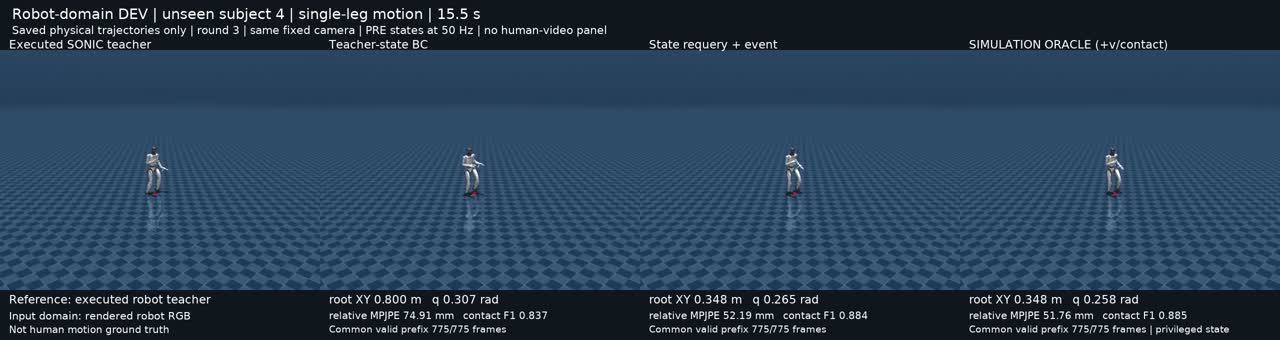 Robot-domain DEV | unseen subject 4 | single-leg motion | 15.5 s
Saved physical trajectories only | round 3 | same fixed camera | PRE states at 50 Hz | no human-video panel
Executed SONIC teacher
Teacher-state BC
State requery + event
SIMULATION ORACLE (+v/contact)
Reference: executed robot teacher
Input domain: rendered robot RGB
Not human motion ground truth
root XY 0.800 m q 0.307 rad
relative MPJPE 74.91 mm contact F1 0.837
Common valid prefix 775/775 frames
root XY 0.348 m q 0.265 rad
relative MPJPE 52.19 mm contact F1 0.884
Common valid prefix 775/775 frames
root XY 0.348 m q 0.258 rad
relative MPJPE 51.76 mm contact F1 0.885
Common valid prefix 775/775 frames | privileged state